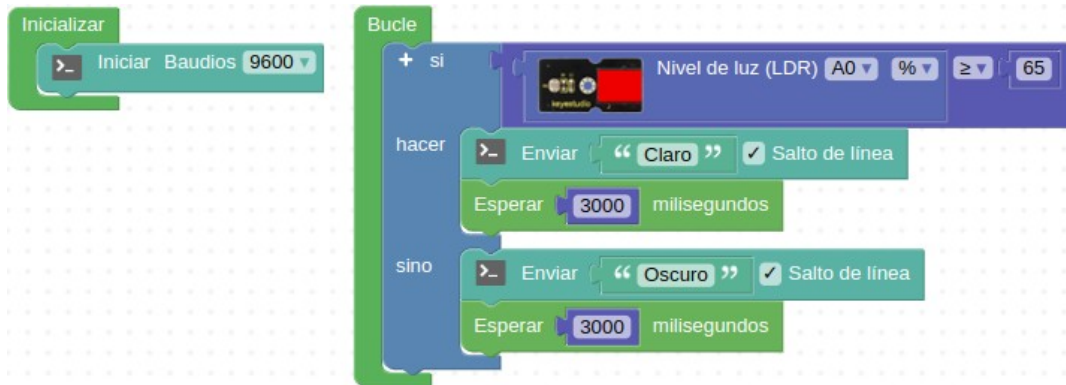 Inicializar
>_ Iniciar Baudios 9600
Bucle
+ si Nivel de luz (LDR) A0 % ≥ 65
keyestudio
hacer >_ Enviar “ Claro ” ✓ Salto de línea
Esperar 3000 milisegundos
sino >_ Enviar “ Oscuro ” ✓ Salto de línea
Esperar 3000 milisegundos